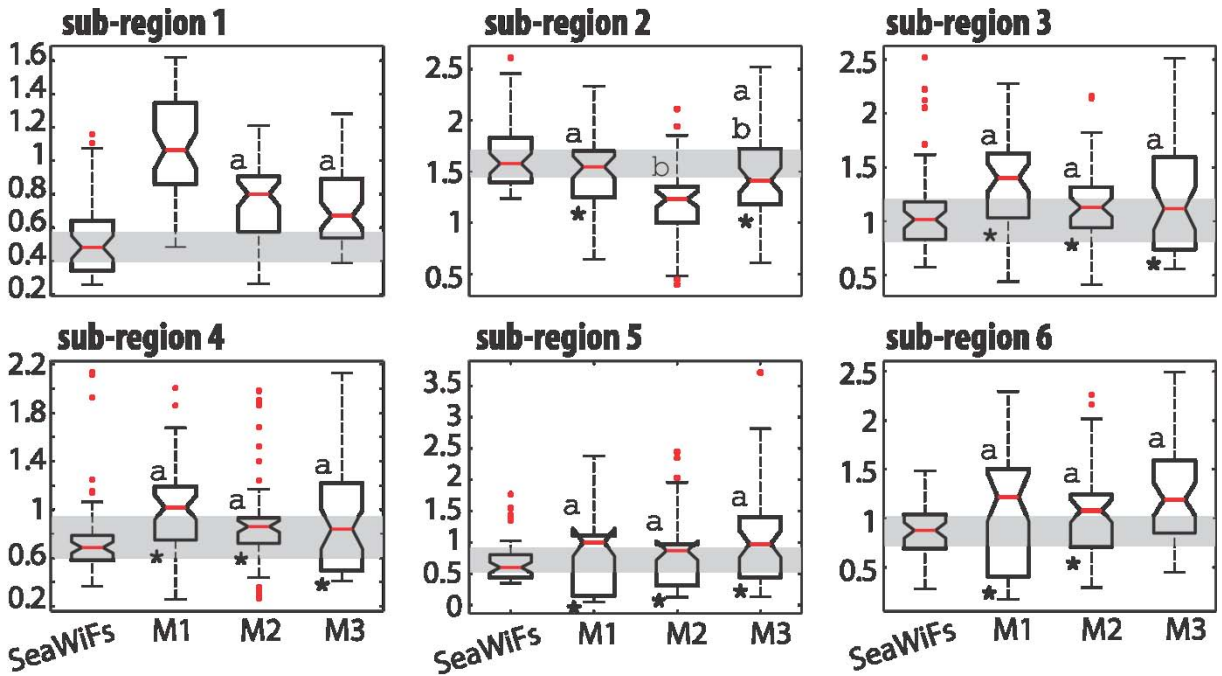 sub-region 1
sub-region 2
sub-region 3
1.6
1.4
1.2
1
0.8
0.6
0.4
0.2
a
a
2.5
2
1.5
1
0.5
a
*
b
a
b
*
2.5
2
1.5
1
0.5
a
*
a
*
a
*
sub-region 4
sub-region 5
sub-region 6
2.2
1.8
1.4
1
0.6
0.2
a
*
a
*
a
*
3.5
3
2.5
2
1.5
1
0.5
0
a
*
a
*
a
*
2.5
2
1.5
1
0.5
a
*
a
*
a
SeaWiFs M1 M2 M3
SeaWiFs M1 M2 M3
SeaWiFs M1 M2 M3